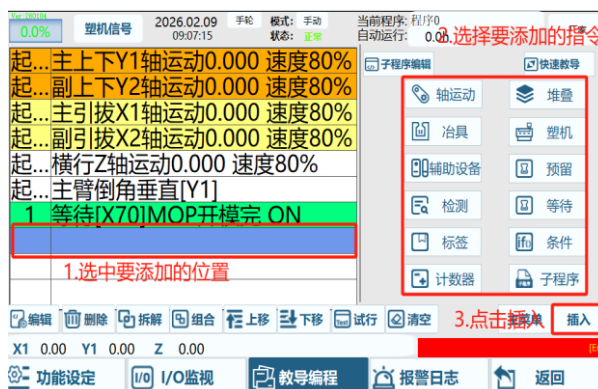 0.0%
塑机信号
2026.02.09
09:07:15
手轮
模式: 手动
状态: 正常
当前程序: 程序0
自动运行: 0.0
2.选择要添加的指令
起...主上下Y1轴运动0.000 速度80%
起...副上下Y2轴运动0.000 速度80%
起...主引拔X1轴运动0.000 速度80%
起...副引拔X2轴运动0.000 速度80%
起...横行Z轴运动0.000 速度80%
起...主臂倒角垂直[Y1]
1 等待[X70]MOP开模完 ON
1.选中要添加的位置
子程序编辑
快速教导
轴运动
堆叠
冶具
塑机
辅助设备
预留
检测
等待
标签
条件
计数器
子程序
编辑
删除
拆解
组合
上移
下移
试行
清空
3.点击插入
插入
X1 0.00 Y1 0.00 Z 0.00
功能设定
I/O监视
教导编程
报警日志
返回